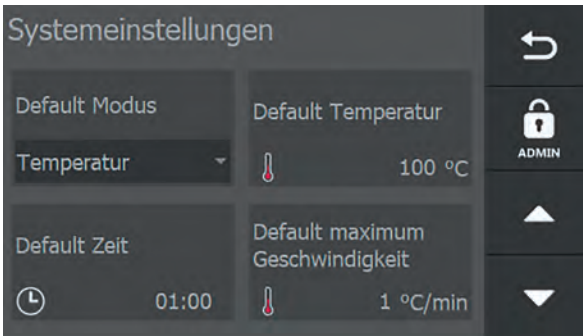 Systemeinstellungen
Default Modus
Temperatur
Default Temperatur
100 °C
ADMIN
Default Zeit
01:00
Default maximum
Geschwindigkeit
1 °C/min